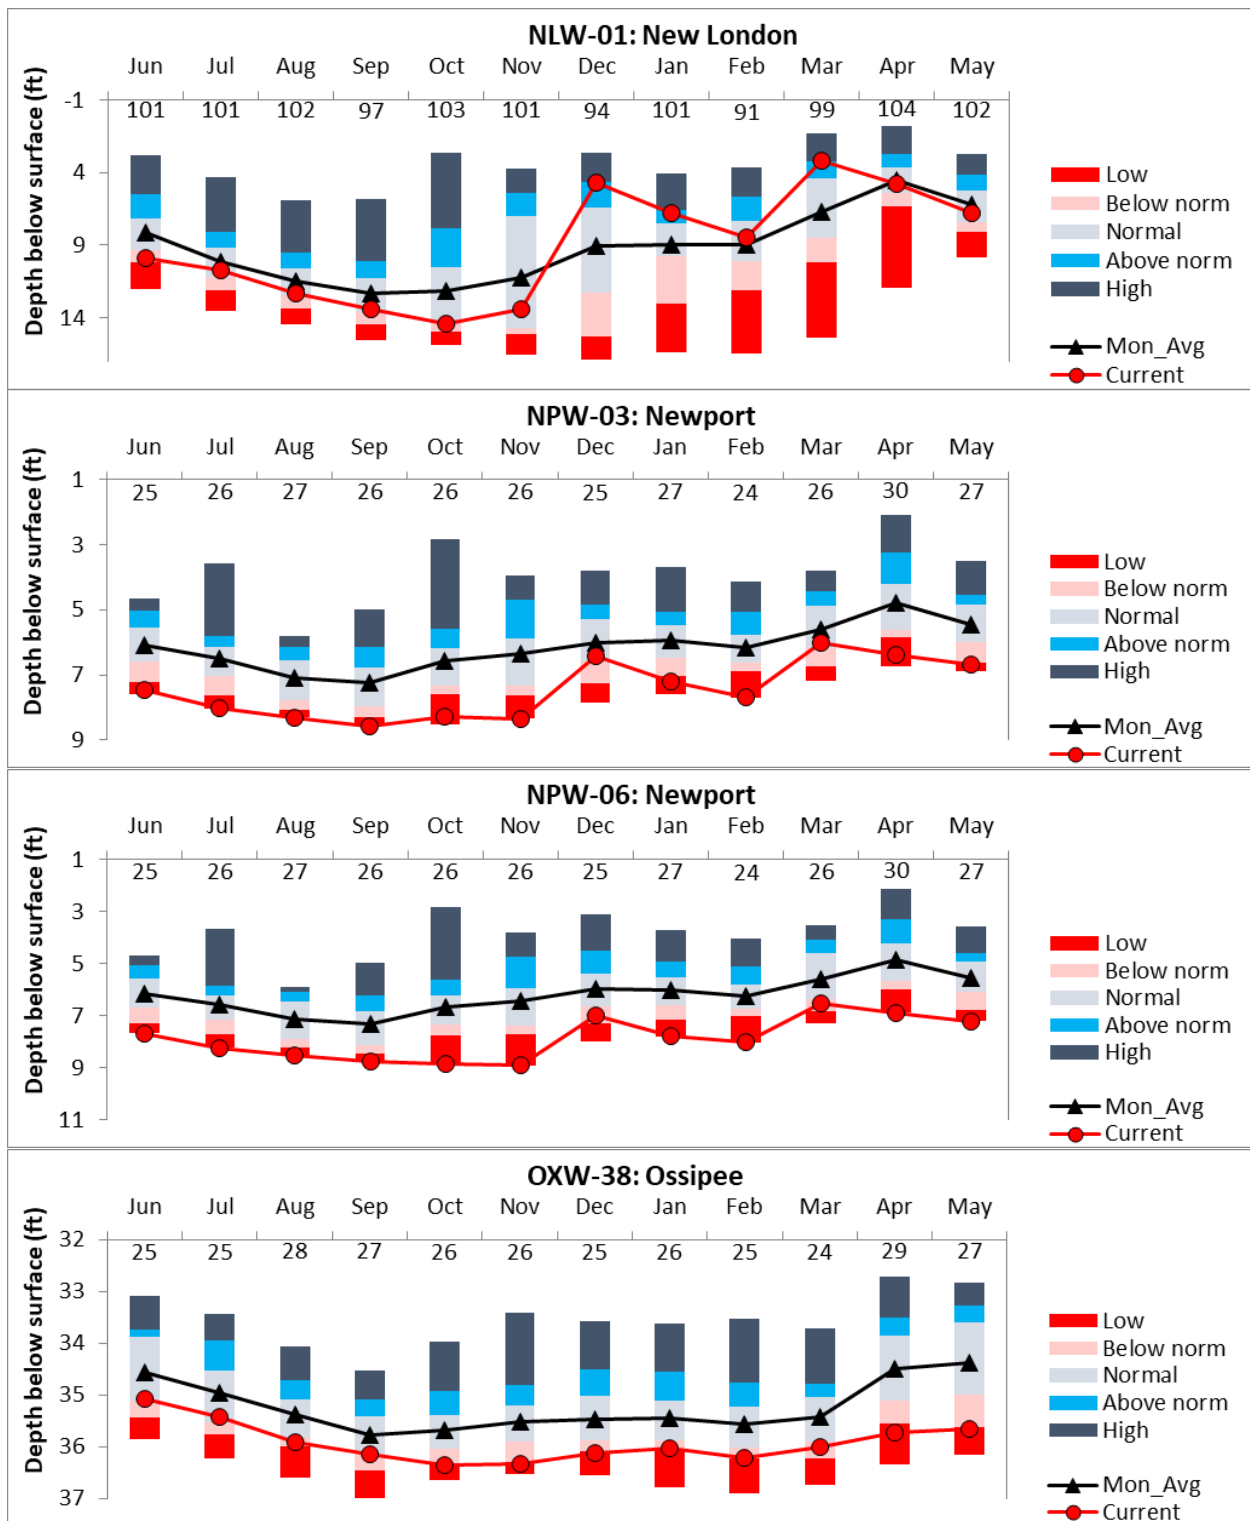 NLW-01: New London
Jun Jul Aug Sep Oct Nov Dec Jan Feb Mar Apr May
Depth below surface (ft)
-1
101 101 102 97 103 101 94 101 91 99 104 102
4
9
14
Low
Below norm
Normal
Above norm
High
Mon_Avg
Current
NPW-03: Newport
Jun Jul Aug Sep Oct Nov Dec Jan Feb Mar Apr May
Depth below surface (ft)
1
25 26 27 26 26 26 25 27 24 26 30 27
3
5
7
9
Low
Below norm
Normal
Above norm
High
Mon_Avg
Current
NPW-06: Newport
Jun Jul Aug Sep Oct Nov Dec Jan Feb Mar Apr May
Depth below surface (ft)
1
25 26 27 26 26 26 25 27 24 26 30 27
3
5
7
9
11
Low
Below norm
Normal
Above norm
High
Mon_Avg
Current
OXW-38: Ossipee
Jun Jul Aug Sep Oct Nov Dec Jan Feb Mar Apr May
Depth below surface (ft)
32
25 25 28 27 26 26 25 26 25 24 29 27
33
34
35
36
37
Low
Below norm
Normal
Above norm
High
Mon_Avg
Current